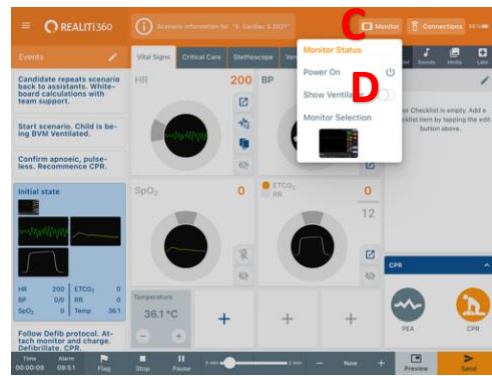 REALITi360
Scenario information for "S. Cardiac S 2021"
C
Monitor
Connections
Events
Vital Signs
Critical Care
Stethoscope
Sounds
Media
Labs
Monitor Status
Power On
Show Ventilator
D
Monitor Selection
Candidate repeats scenario
back to assistants. White-
board calculations with
team support.
Start scenario. Child is be-
ing BVM Ventilated.
Confirm apnoeic, pulse-
less. Recommence CPR.
Initial state
HR 200 ETCO₂ 0
BP 0/0 RR 0
SpO₂ 0 Temp 36.1
Follow Defib protocol. At-
tach monitor and charge.
Defibrillate. CPR.
HR
200
BP
SpO₂
0
ETCO₂
RR
0
12
Temperature
36.1 °C
Checklist is empty. Add a
klist item by tapping the edit
button above.
CPR
PEA
CPR
Time
00:00:09
Alarm
09:51
Flag
Stop
Pause
0 min
2 min
Now
Preview
Send